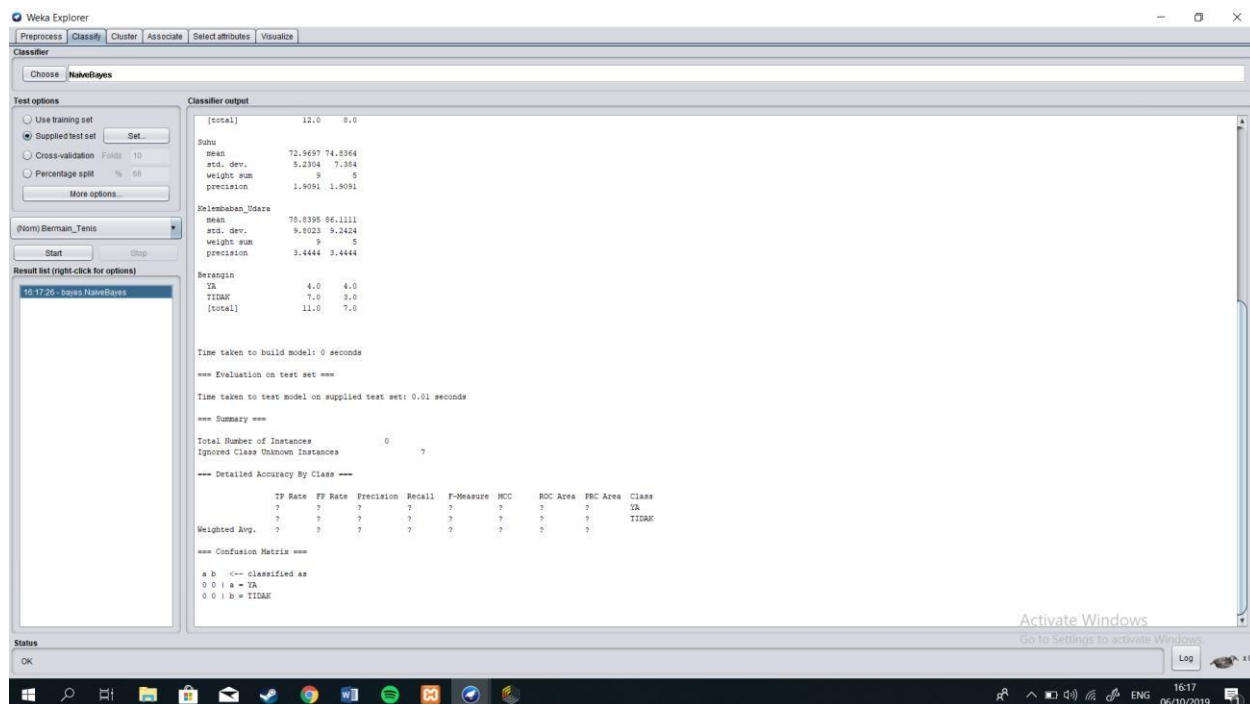 Weka Explorer
Preprocess Classify Cluster Associate Select attributes Visualize
Classifier
Choose NaiveBayes
Test options
Use training set
Supplied test set Set...
Cross-validation Folds 10
Percentage split % 66
More options...
(Nom) Bermain_Tenis
Start Stop
Result list (right-click for options)
16:17:26 - bayes.NaiveBayes
Classifier output
[total] 12.0 8.0
Suhu
mean 72.9697 74.8364
std. dev. 5.2304 7.384
weight sum 9 5
precision 1.9091 1.9091
Kelembaban_Udara
mean 78.8395 86.1111
std. dev. 9.8023 9.2424
weight sum 9 5
precision 3.4444 3.4444
Berangin
YA 4.0 4.0
TIDAK 7.0 3.0
[total] 11.0 7.0
Time taken to build model: 0 seconds
=== Evaluation on test set ===
Time taken to test model on supplied test set: 0.01 seconds
=== Summary ===
Total Number of Instances 0
Ignored Class Unknown Instances 7
=== Detailed Accuracy By Class ===
TP Rate FP Rate Precision Recall F-Measure MCC ROC Area PRC Area Class
? ? ? ? ? ? ? ? YA
? ? ? ? ? ? ? ? TIDAK
Weighted Avg. ? ? ? ? ? ? ? ?
=== Confusion Matrix ===
a b <-- classified as
0 0 | a = YA
0 0 | b = TIDAK
Activate Windows
Go to Settings to activate Windows.
Status
OK
Log
x 0
ENG
16:17
06/10/2019